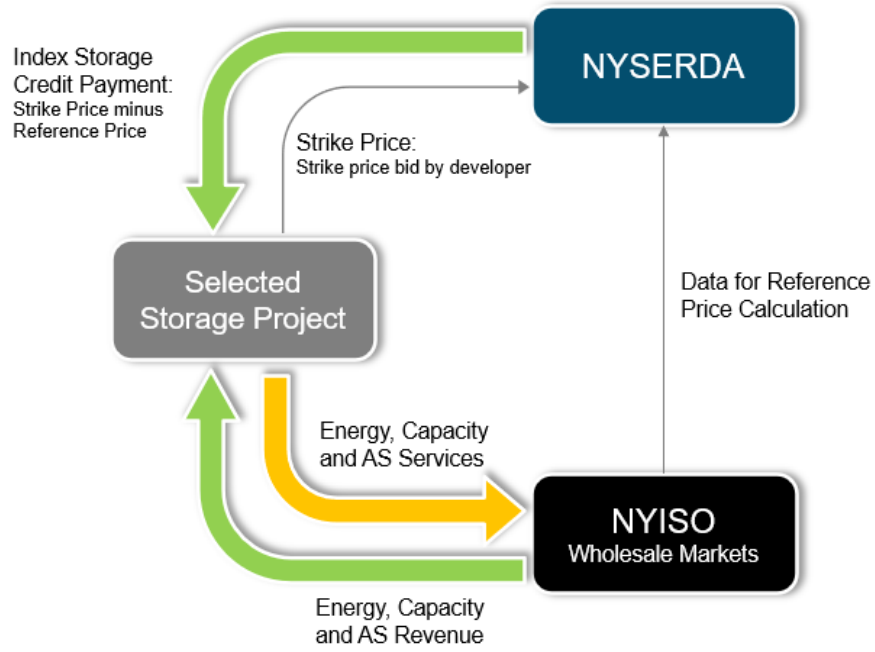 Index Storage
Credit Payment:
Strike Price minus
Reference Price
NYSERDA
Strike Price:
Strike price bid by developer
Selected
Storage Project
Data for Reference
Price Calculation
Energy, Capacity
and AS Services
NYISO
Wholesale Markets
Energy, Capacity
and AS Revenue